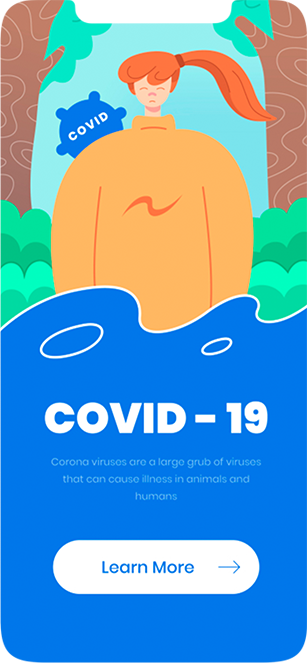 COVID
COVID - 19
Corona viruses are a large grub of viruses
that can cause illness in animals and
humans
Learn More